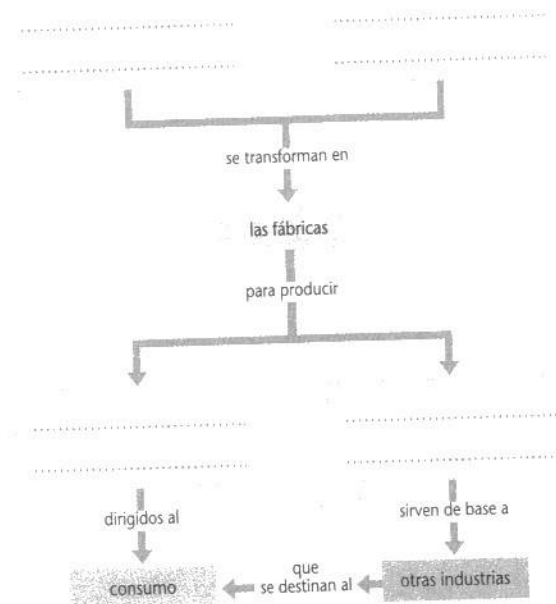 se transforman en
las fábricas
para producir
dirigidos al
sirven de base a
consumo
que
se destinan al
otras industrias